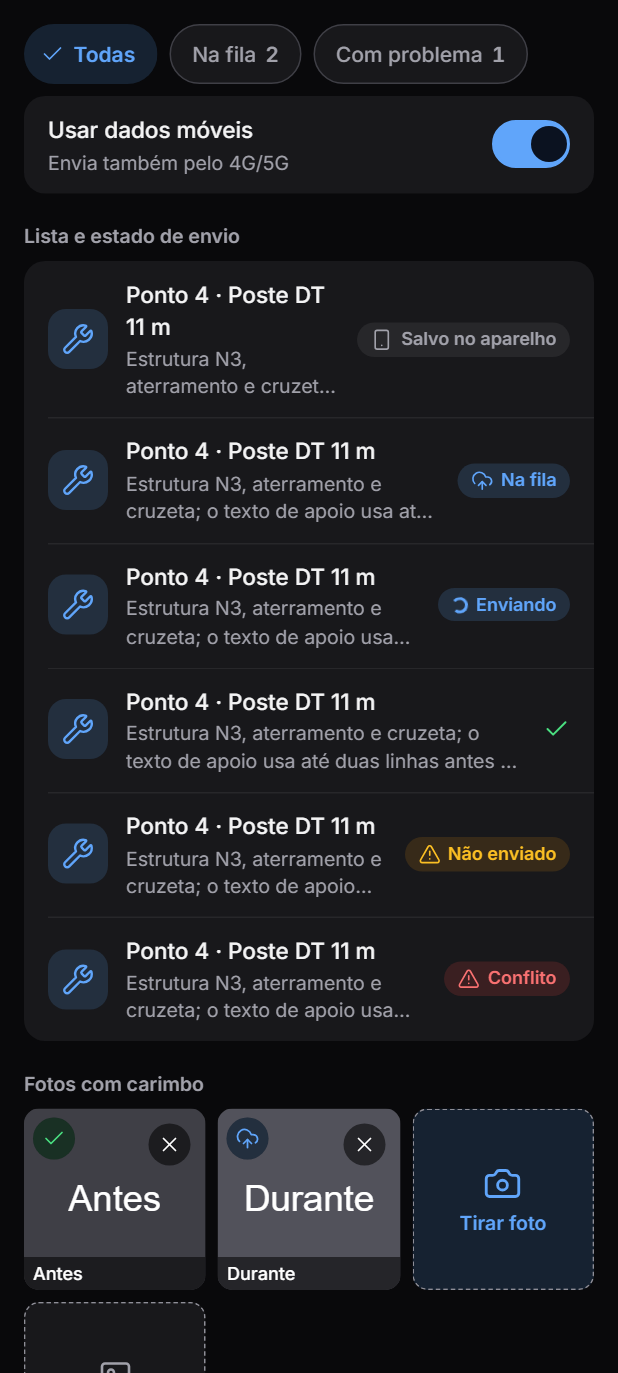 Todas
Na fila 2
Com problema 1
Usar dados móveis
Envia também pelo 4G/5G
Lista e estado de envio
Ponto 4 · Poste DT
11 m
Estrutura N3,
aterramento e cruzet...
Salvo no aparelho
Ponto 4 · Poste DT 11 m
Estrutura N3, aterramento e
cruzeta; o texto de apoio usa at...
Na fila
Ponto 4 · Poste DT 11 m
Estrutura N3, aterramento e
cruzeta; o texto de apoio usa...
Enviando
Ponto 4 · Poste DT 11 m
Estrutura N3, aterramento e cruzeta; o
texto de apoio usa até duas linhas antes ...
Ponto 4 · Poste DT 11 m
Estrutura N3, aterramento e
cruzeta; o texto de apoio...
Não enviado
Ponto 4 · Poste DT 11 m
Estrutura N3, aterramento e
cruzeta; o texto de apoio usa...
Conflito
Fotos com carimbo
Antes
Antes
Durante
Durante
Tirar foto